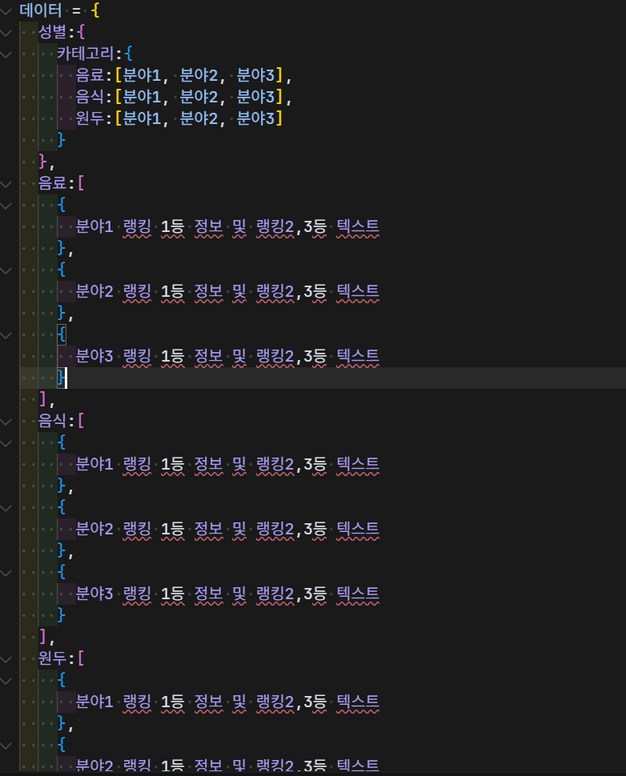 데이터 = {
성별:{
카테고리:{
음료:[분야1, 분야2, 분야3],
음식:[분야1, 분야2, 분야3],
원두:[분야1, 분야2, 분야3]
}
},
음료:[
{
분야1 랭킹 1등 정보 및 랭킹2,3등 텍스트
},
{
분야2 랭킹 1등 정보 및 랭킹2,3등 텍스트
},
{
분야3 랭킹 1등 정보 및 랭킹2,3등 텍스트
}
],
음식:[
{
분야1 랭킹 1등 정보 및 랭킹2,3등 텍스트
},
{
분야2 랭킹 1등 정보 및 랭킹2,3등 텍스트
},
{
분야3 랭킹 1등 정보 및 랭킹2,3등 텍스트
}
],
원두:[
{
분야1 랭킹 1등 정보 및 랭킹2,3등 텍스트
},
{
분야2 랭킹 1등 정보 및 랭킹2,3등 텍스트